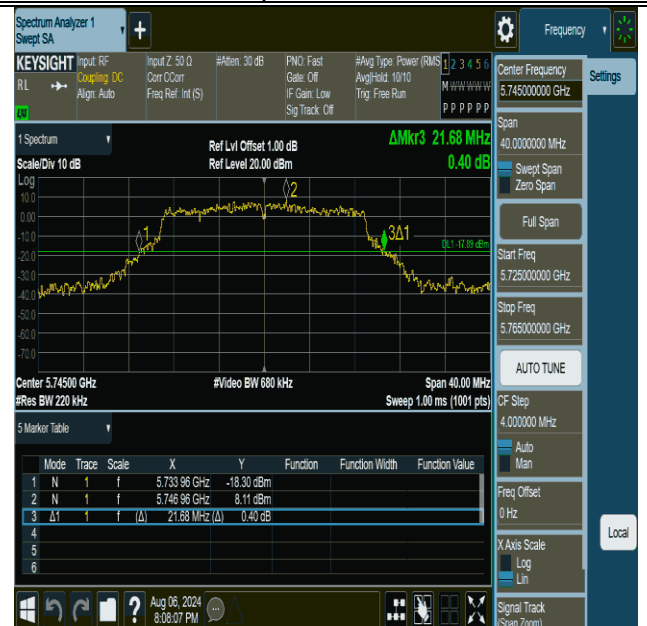 Spectrum Analyzer 1
Swept SA
Frequency
KEYSIGHT Input: RF Input Z: 50 Ω #Atten: 30 dB PNO: Fast #Avg Type: Power (RMS 1 2 3 4 5 6
RL Coupling: DC Corr CCorr Gate: Off Avg|Hold: 10/10 M W W W W W
Align: Auto Freq Ref: Int (S) IF Gain: Low Trig: Free Run
Sig Track: Off P P P P P P
LXI
1 Spectrum
Ref Lvl Offset 1.00 dB
ΔMkr3 21.68 MHz
Scale/Div 10 dB Ref Level 20.00 dBm 0.40 dB
Log
10.0
0.00
-10.0
-20.0
-30.0
-40.0
-50.0
-60.0
-70.0
1
2
3Δ1
DL1 -17.89 dBm
Center 5.74500 GHz #Video BW 680 kHz Span 40.00 MHz
#Res BW 220 kHz Sweep 1.00 ms (1001 pts)
5 Marker Table
Mode Trace Scale X Y Function Function Width Function Value
1 N 1 f 5.733 96 GHz -18.30 dBm
2 N 1 f 5.746 96 GHz 8.11 dBm
3 Δ1 1 f (Δ) 21.68 MHz (Δ) 0.40 dB
4
5
6
Aug 06, 2024
8:08:07 PM
Center Frequency
5.745000000 GHz
Settings
Span
40.0000000 MHz
Swept Span
Zero Span
Full Span
Start Freq
5.725000000 GHz
Stop Freq
5.765000000 GHz
AUTO TUNE
CF Step
4.000000 MHz
Auto
Man
Freq Offset
0 Hz
Local
X Axis Scale
Log
Lin
Signal Track
(Span Zoom)